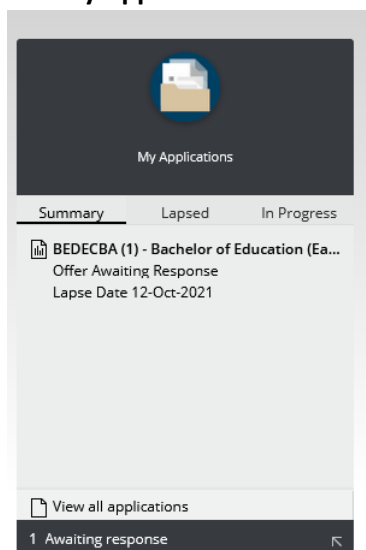 My Applications
Summary Lapsed In Progress
BEDECBA (1) - Bachelor of Education (Ea...
Offer Awaiting Response
Lapse Date 12-Oct-2021
View all applications
1 Awaiting response